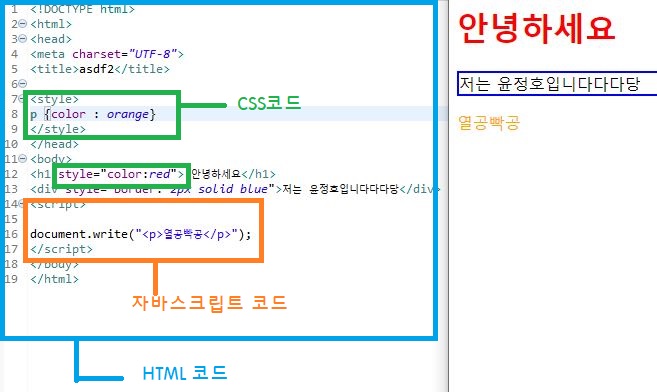 1 <!DOCTYPE html>
2 <html>
3 <head>
4 <meta charset="UTF-8">
5 <title>asdf2</title>
6
7 <style>
8 p {color : orange}
9 </style>
10 </head>
11 <body>
12 <h1 style="color:red"> 안녕하세요</h1>
13 <div style="border: 2px solid blue">저는 윤정호입니다다다당</div>
14 <script>
15
16 document.write("<p>열공빡공</p>");
17 </script>
18 </body>
19 </html>
CSS코드
자바스크립트 코드
HTML 코드
안녕하세요
저는 윤정호입니다다다당
열공빡공